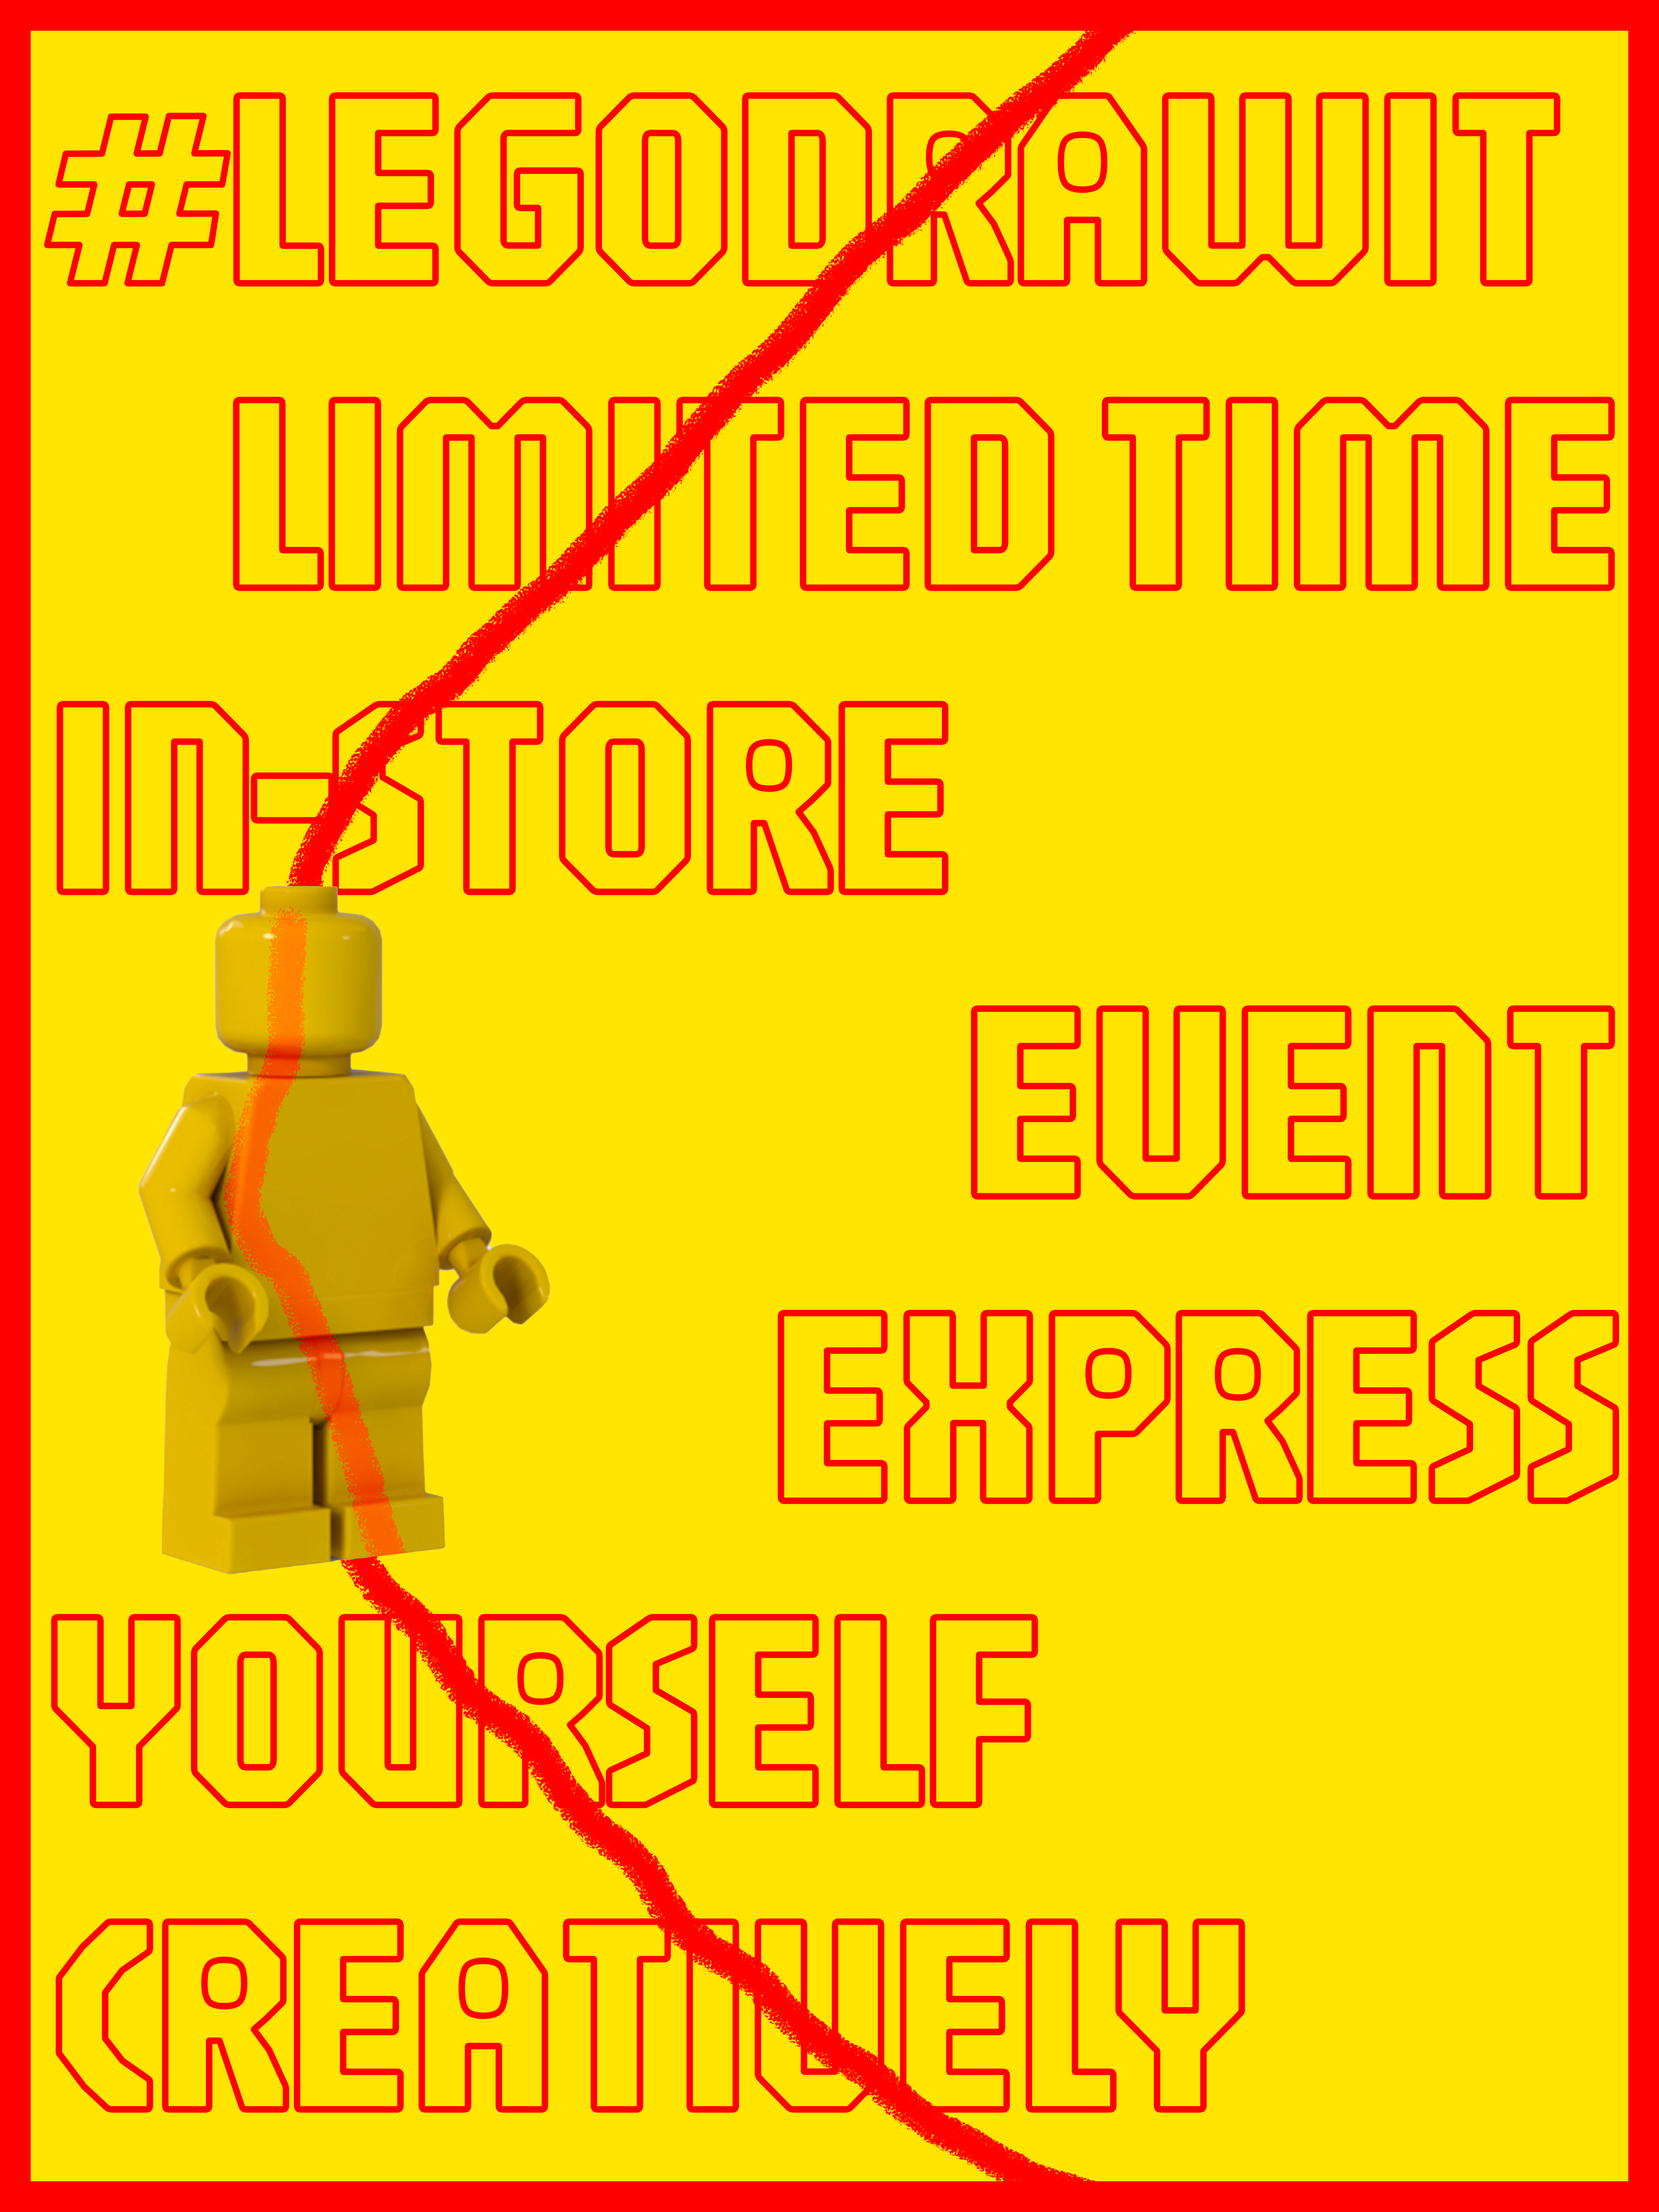 #LEGODRAWIT
LIMITED TIME
IN-STORE
EVENT
EXPRESS
YOURSELF
CREATIVELY